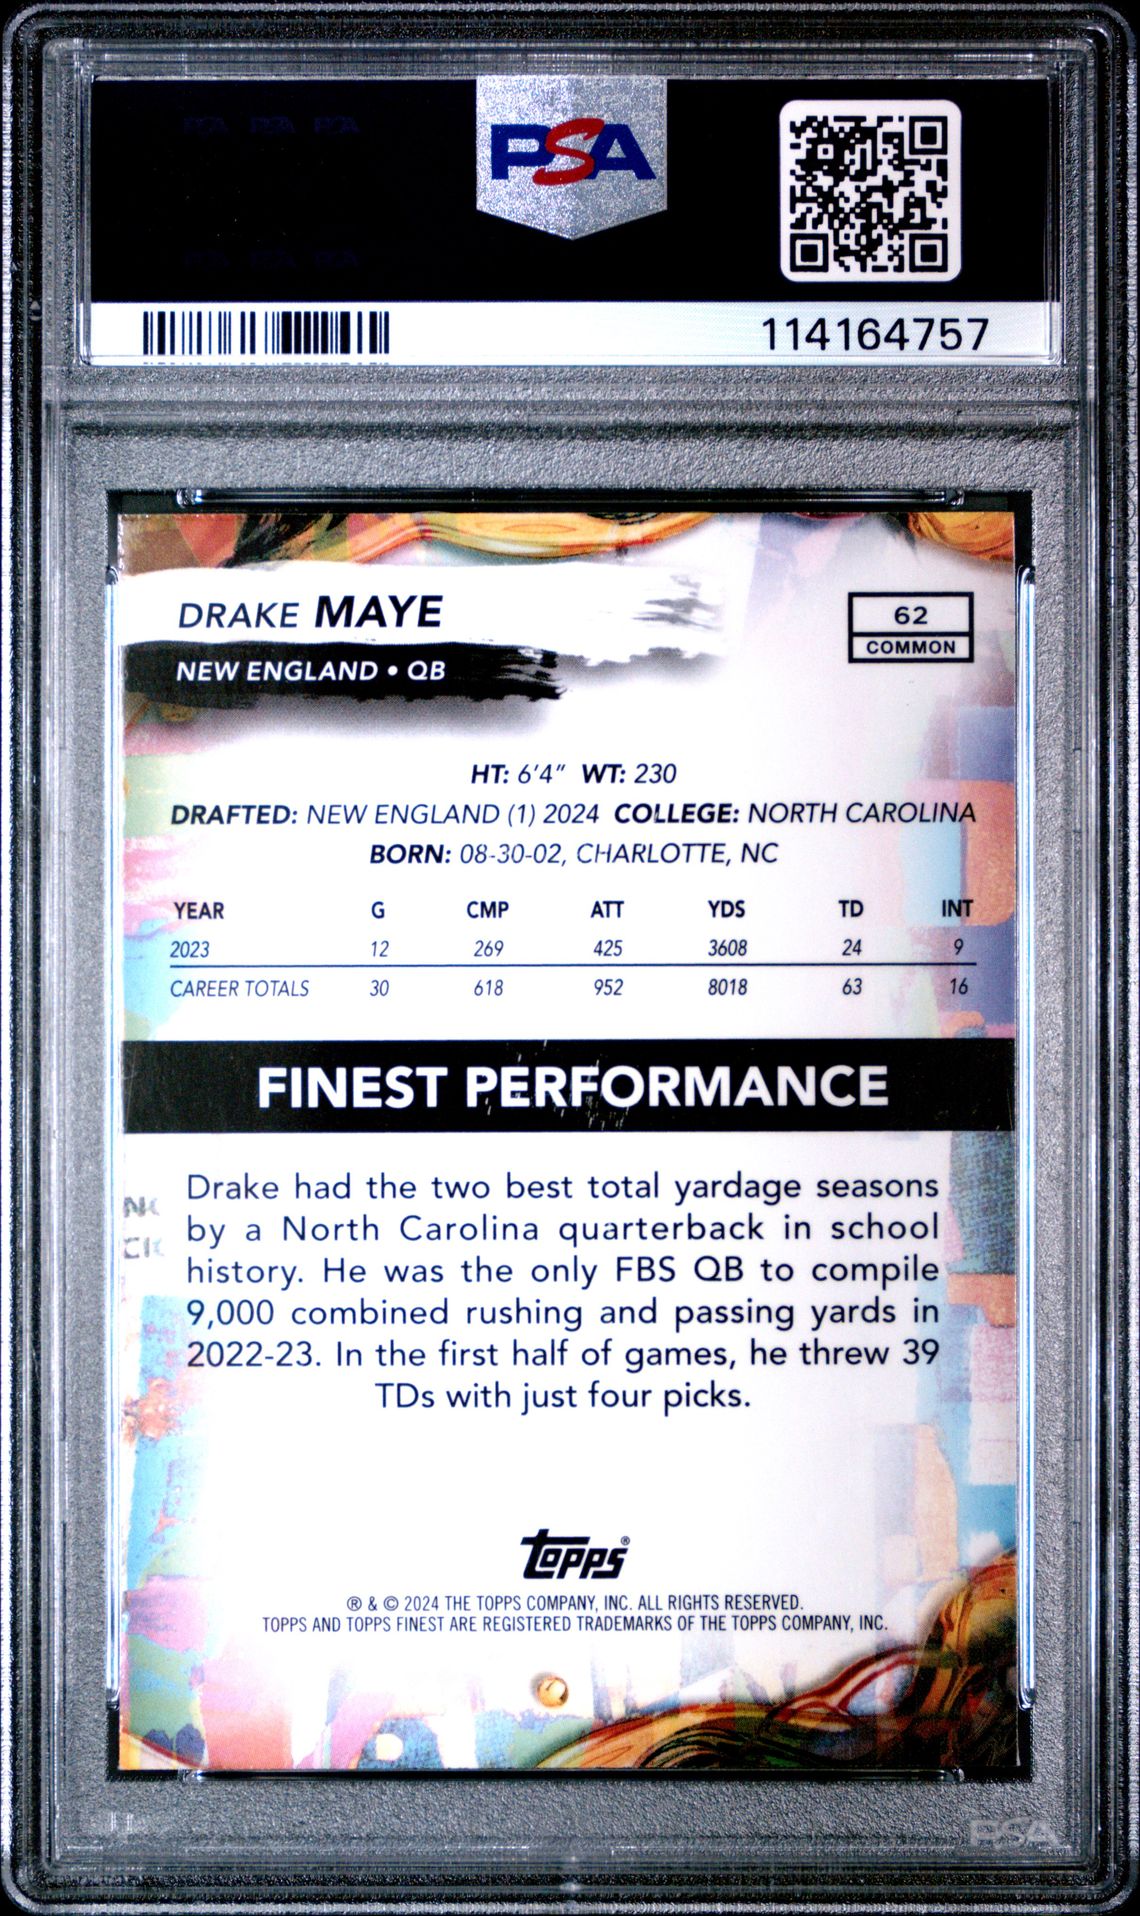 PSA
114164757
DRAKE MAYE
NEW ENGLAND • QB
62
COMMON
HT: 6'4" WT: 230
DRAFTED: NEW ENGLAND (1) 2024 COLLEGE: NORTH CAROLINA
BORN: 08-30-02, CHARLOTTE, NC
YEAR G CMP ATT YDS TD INT
2023 12 269 425 3608 24 9
CAREER TOTALS 30 618 952 8018 63 16
FINEST PERFORMANCE
Drake had the two best total yardage seasons
by a North Carolina quarterback in school
history. He was the only FBS QB to compile
9,000 combined rushing and passing yards in
2022-23. In the first half of games, he threw 39
TDs with just four picks.
topps®
® & © 2024 THE TOPPS COMPANY, INC. ALL RIGHTS RESERVED.
TOPPS AND TOPPS FINEST ARE REGISTERED TRADEMARKS OF THE TOPPS COMPANY, INC.
PSA